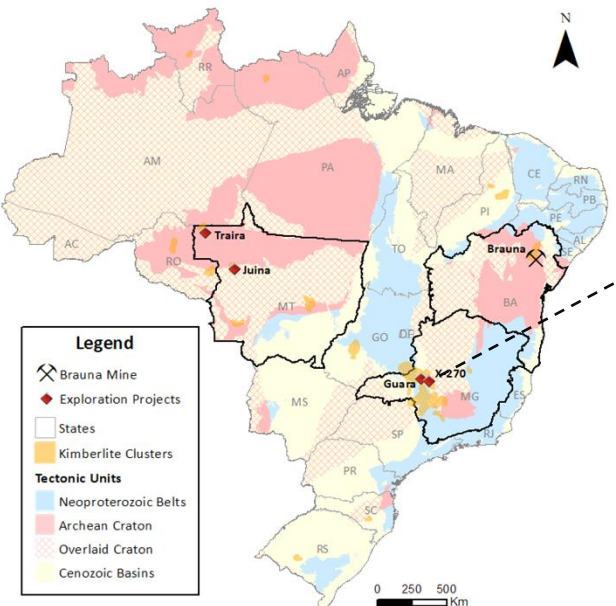 N
RR
AP
AM
PA
MA
CE
RN
PB
PE
AL
SE
PI
AC
Traira
RO
TO
Brauna
Juina
MT
BA
GO
DF
X-270
Guara
MG
ES
MS
SP
RJ
PR
SC
RS
Legend
Brauna Mine
Exploration Projects
States
Kimberlite Clusters
Tectonic Units
Neoproterozoic Belts
Archean Craton
Overlaid Craton
Cenozoic Basins
0 250 500
Km